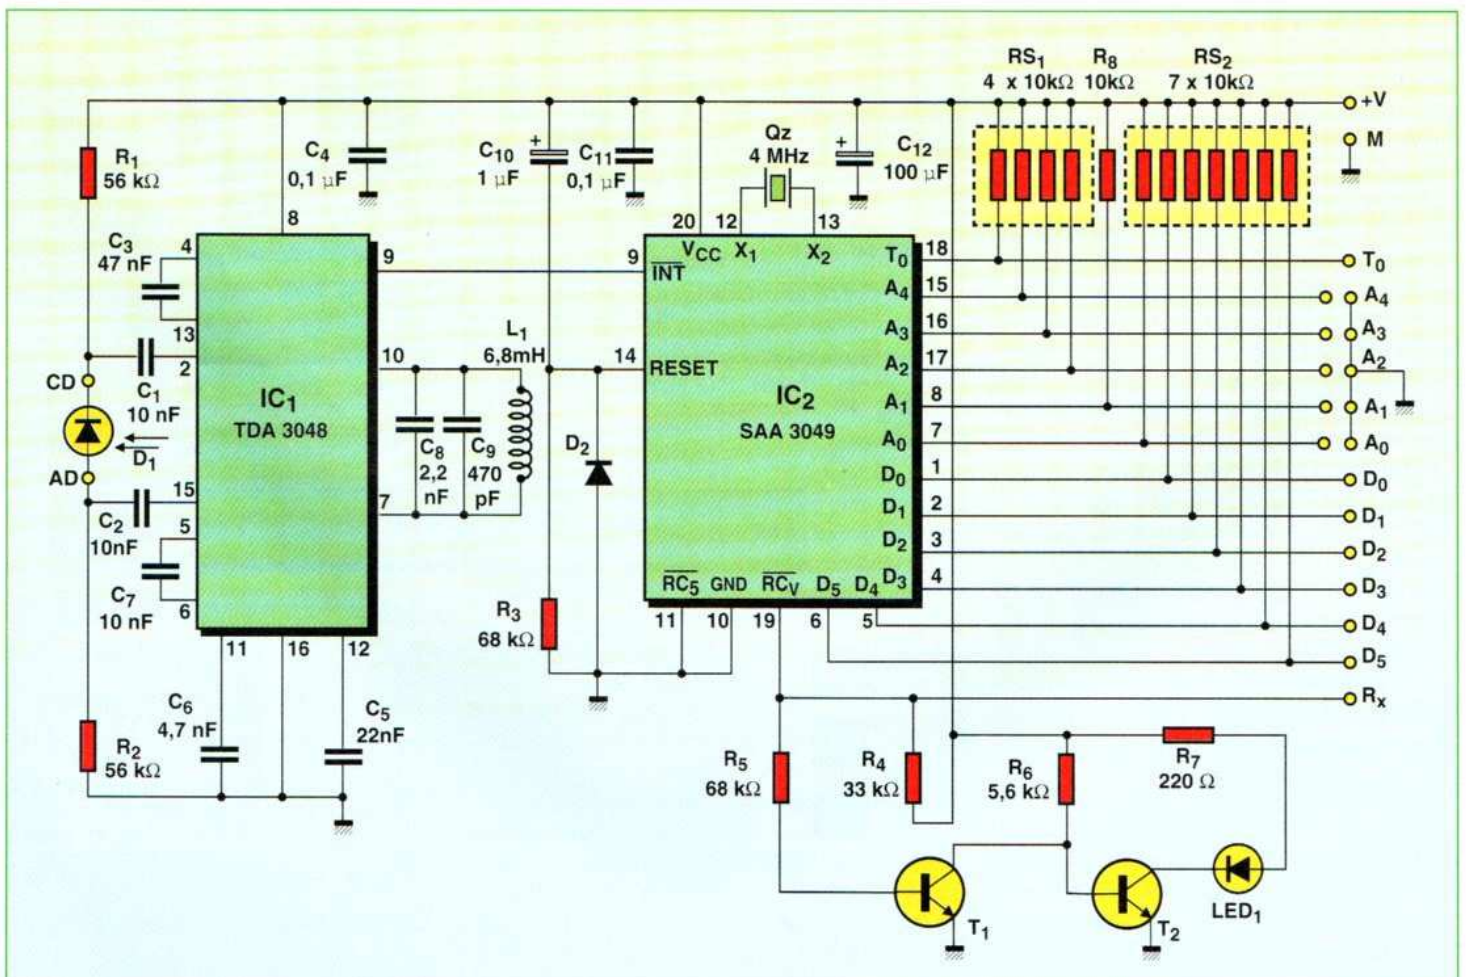 RS1
4 x 10kΩ
R8
10kΩ
RS2
7 x 10kΩ
+V
M
R1
56 kΩ
C4
0,1 µF
C10
+
1 µF
C11
0,1 µF
Qz
4 MHz
+
C12
100 µF
C3
47 nF
4
8
9
9
20
12
13
INT
VCC
X1
X2
T0
18
T0
A4
15
A4
A3
16
A3
A2
17
A2
A1
8
A1
A0
7
A0
D0
1
D0
D1
2
D1
D2
3
D2
D3
4
D3
D4
D5
Rx
13
2
CD
C1
10 nF
D1
AD
IC1
TDA 3048
10
7
L1
6,8mH
C8
2,2
nF
C9
470
pF
D2
14
RESET
IC2
SAA 3049
15
5
C2
10nF
C7
10 nF
6
11
16
12
R3
68 kΩ
RC5
GND
RCV
D5
D4
11
10
19
6
5
R2
56 kΩ
C6
4,7 nF
C5
22nF
R5
68 kΩ
R4
33 kΩ
R6
5,6 kΩ
R7
220 Ω
T1
T2
LED1